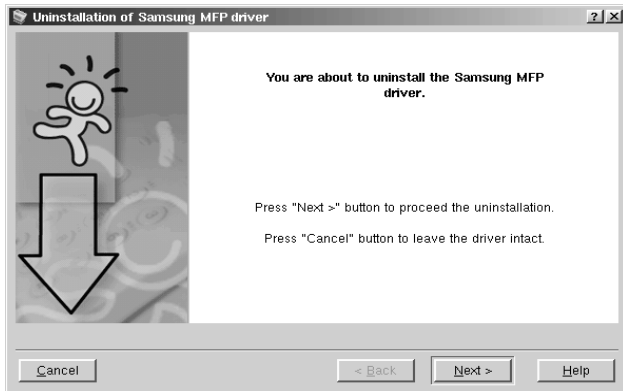 Uninstallation of Samsung MFP driver
You are about to uninstall the Samsung MFP
driver.
Press "Next >" button to proceed the uninstallation.
Press "Cancel" button to leave the driver intact.
Cancel
< Back
Next >
Help